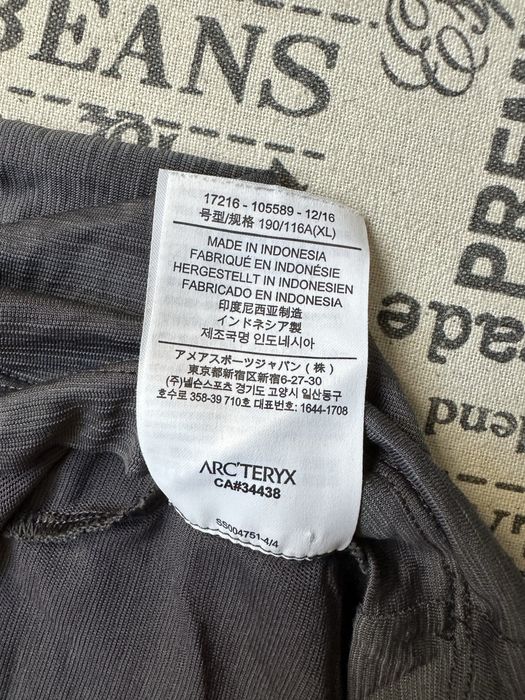 BEANS
17216 - 105589 - 12/16
号型/规格 190/116A(XL)
MADE IN INDONESIA
FABRIQUÉ EN INDONÉSIE
HERGESTELLT IN INDONESIEN
FABRICADO EN INDONESIA
印度尼西亚制造
インドネシア製
제조국명 인도네시아
アメアスポーツジャパン(株)
東京都新宿区新宿6-27-30
(주)넬슨스포츠 경기도 고양시 일산동구
호수로 358-39 710호 대표번호: 1644-1708
ARC'TERYX
CA#34438
SS004751-4/4
PREM
ade
lend